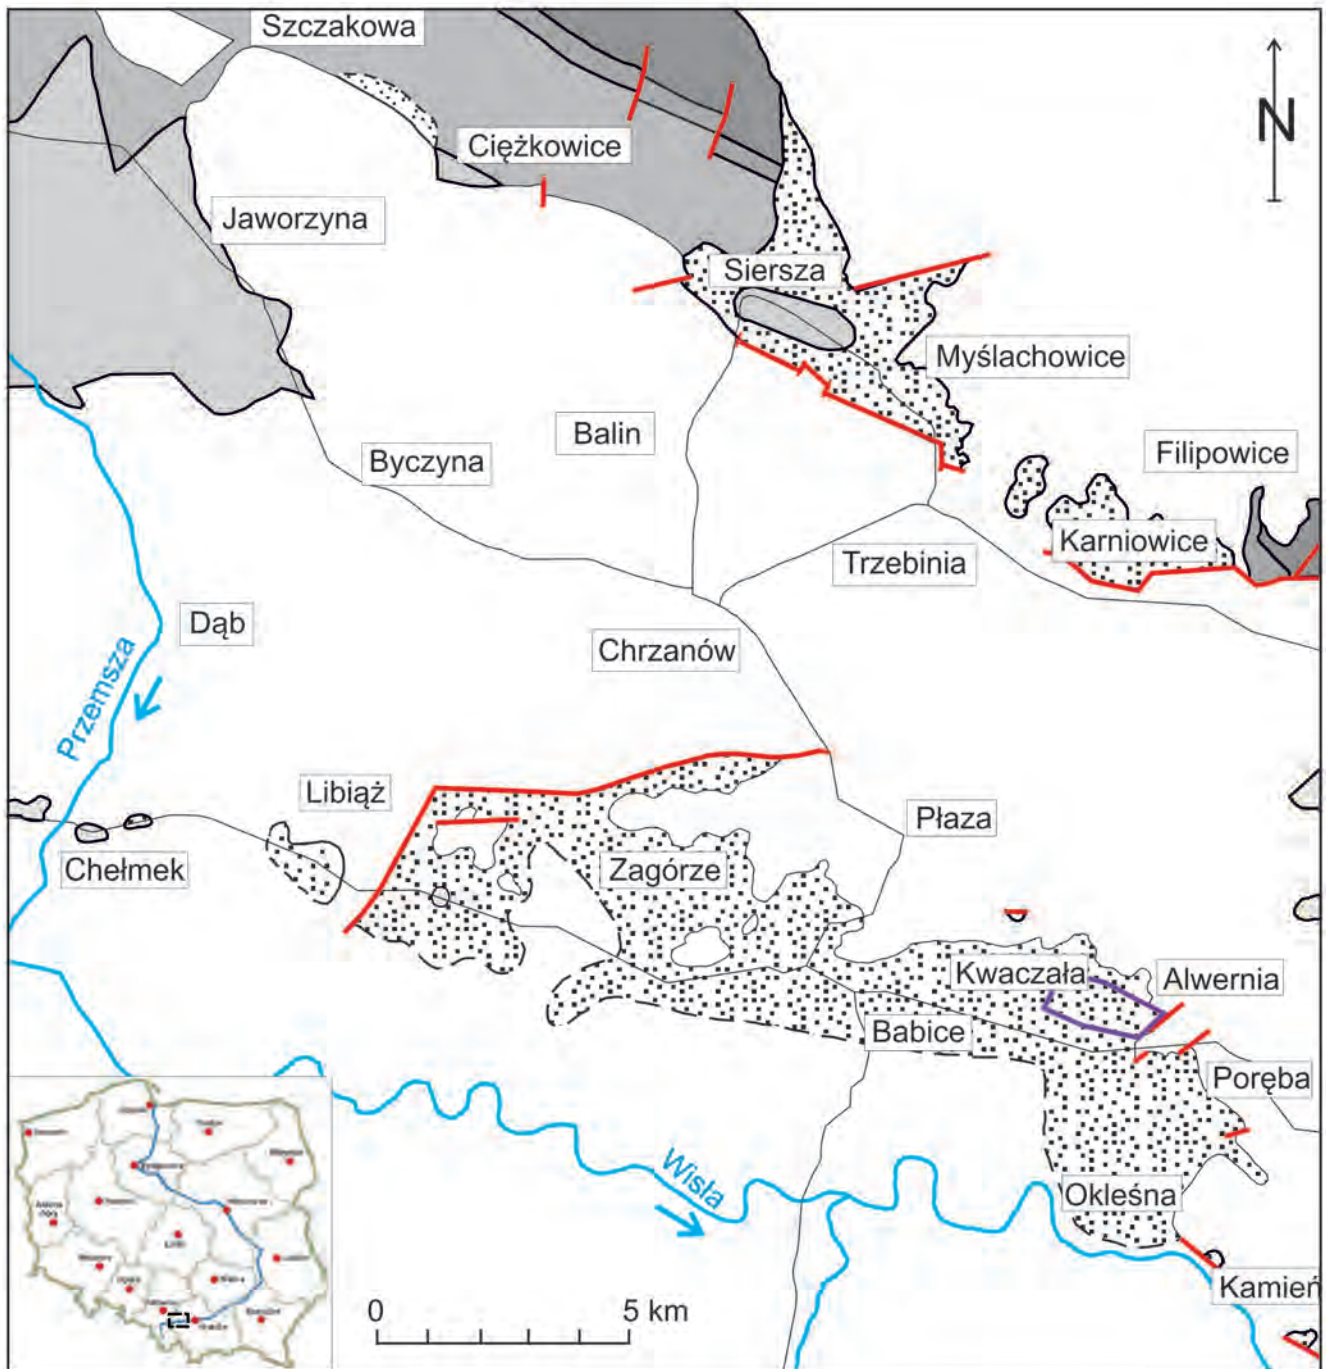 Szczakowa
N
Ciężkowice
Jaworzyna
Siersza
Myślachowice
Balin
Byczyna
Filipowice
Karniowice
Trzebinia
Dąb
Chrzanów
Przemsza
Libiąż
Płaza
Chełmek
Zagórze
Kwaczała
Alwernia
Babice
Poręba
Wisła
Okleśna
Kamień
0
5 km